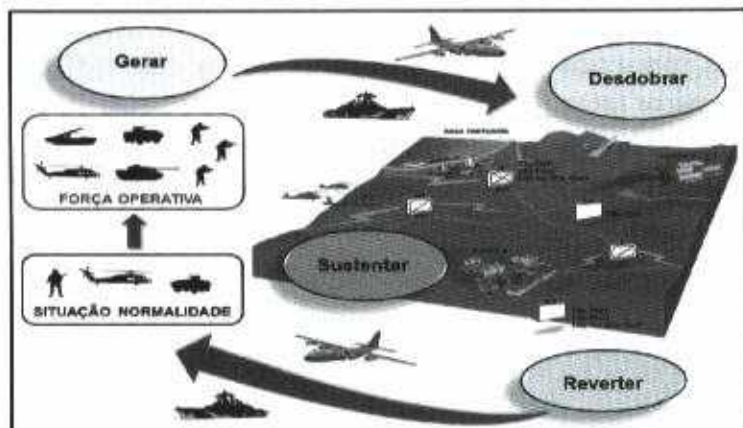 Gerar
Desdobrar
FORÇA OPERATIVA
Sustentar
SITUAÇÃO NORMALIDADE
Reverter